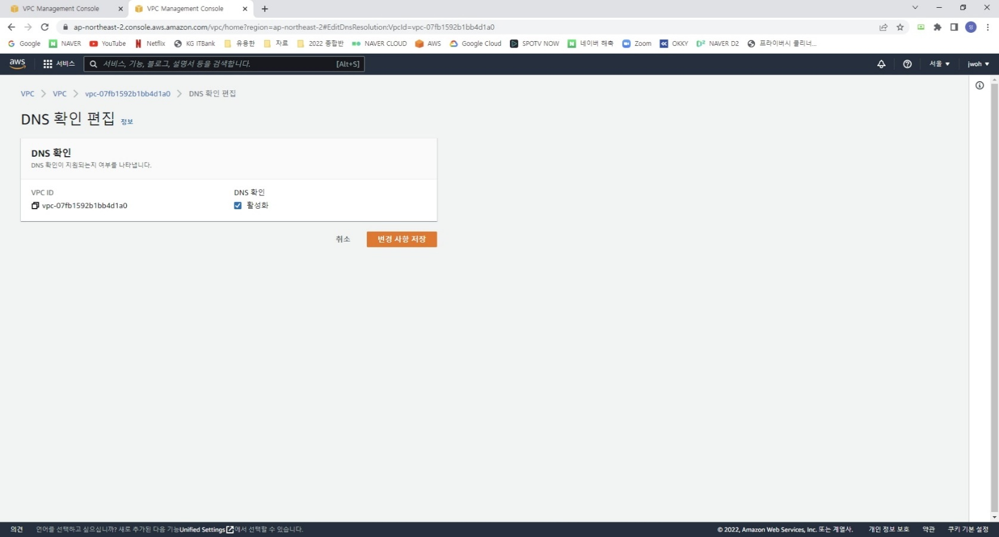 VPC Management Console
VPC Management Console
ap-northeast-2.console.aws.amazon.com/vpc/home?region=ap-northeast-2#EditDnsResolution:VpcId=vpc-07fb1592b1bb4d1a0
Google NAVER YouTube Netflix KG ITBank 유용한 자료 2022 종합반 NAVER CLOUD AWS Google Cloud SPOTV NOW 네이버 해축 Zoom OKKY NAVER D2 프라이버시 클리너...
aws 서비스 서비스, 기능, 블로그, 설명서 등을 검색합니다. [Alt+S] 서울 ▼ jwoh ▼
VPC > VPC > vpc-07fb1592b1bb4d1a0 > DNS 확인 편집
DNS 확인 편집 정보
DNS 확인
DNS 확인이 지원되는지 여부를 나타냅니다.
VPC ID DNS 확인
vpc-07fb1592b1bb4d1a0 활성화
취소 변경 사항 저장
의견 언어를 선택하고 싶으십니까? 새로 추가된 다음 기능Unified Settings에서 선택할 수 있습니다. © 2022, Amazon Web Services, Inc. 또는 계열사. 개인 정보 보호 약관 쿠키 기본 설정